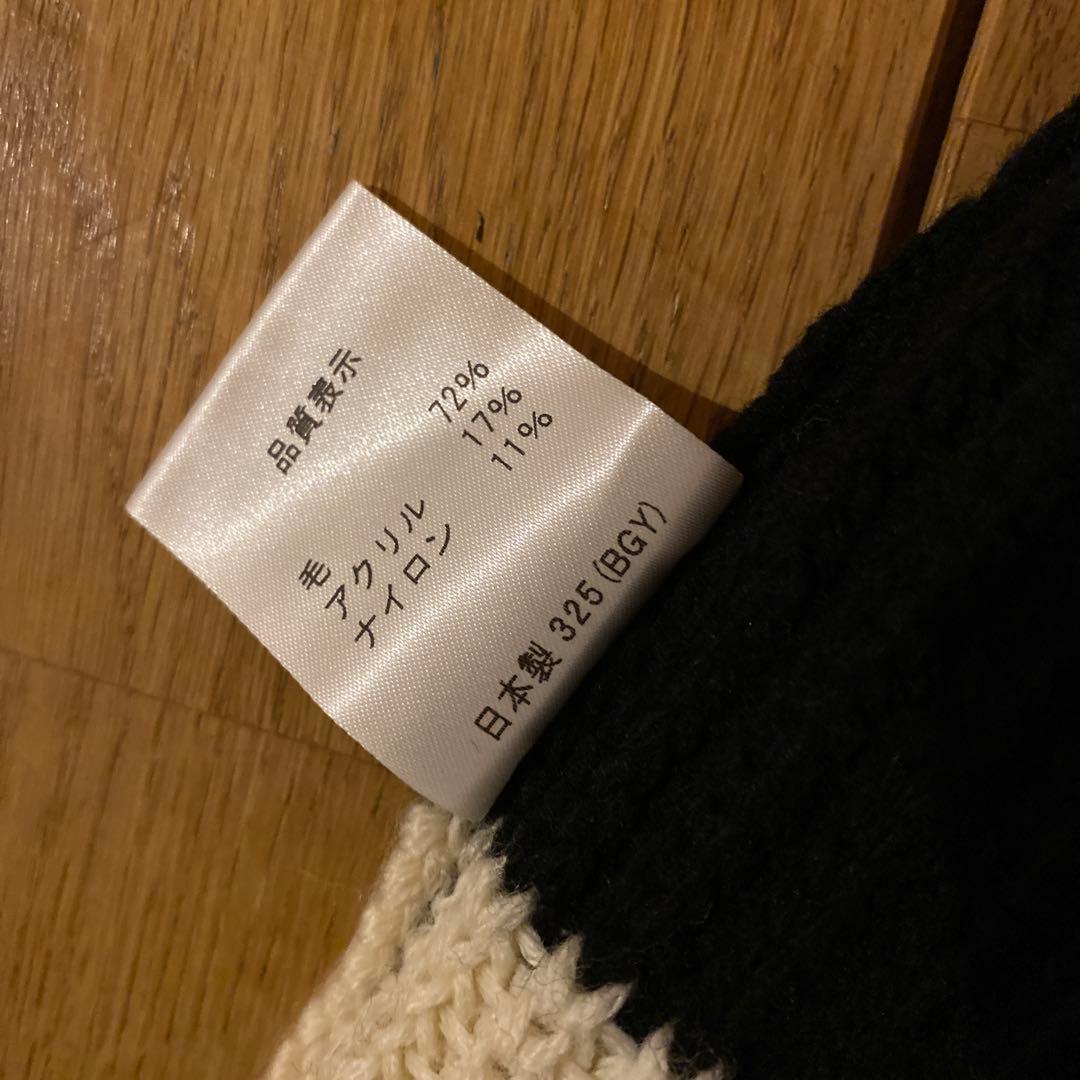 品質表示
毛 72%
アクリル 17%
ナイロン 11%
日本製 325(BGY)